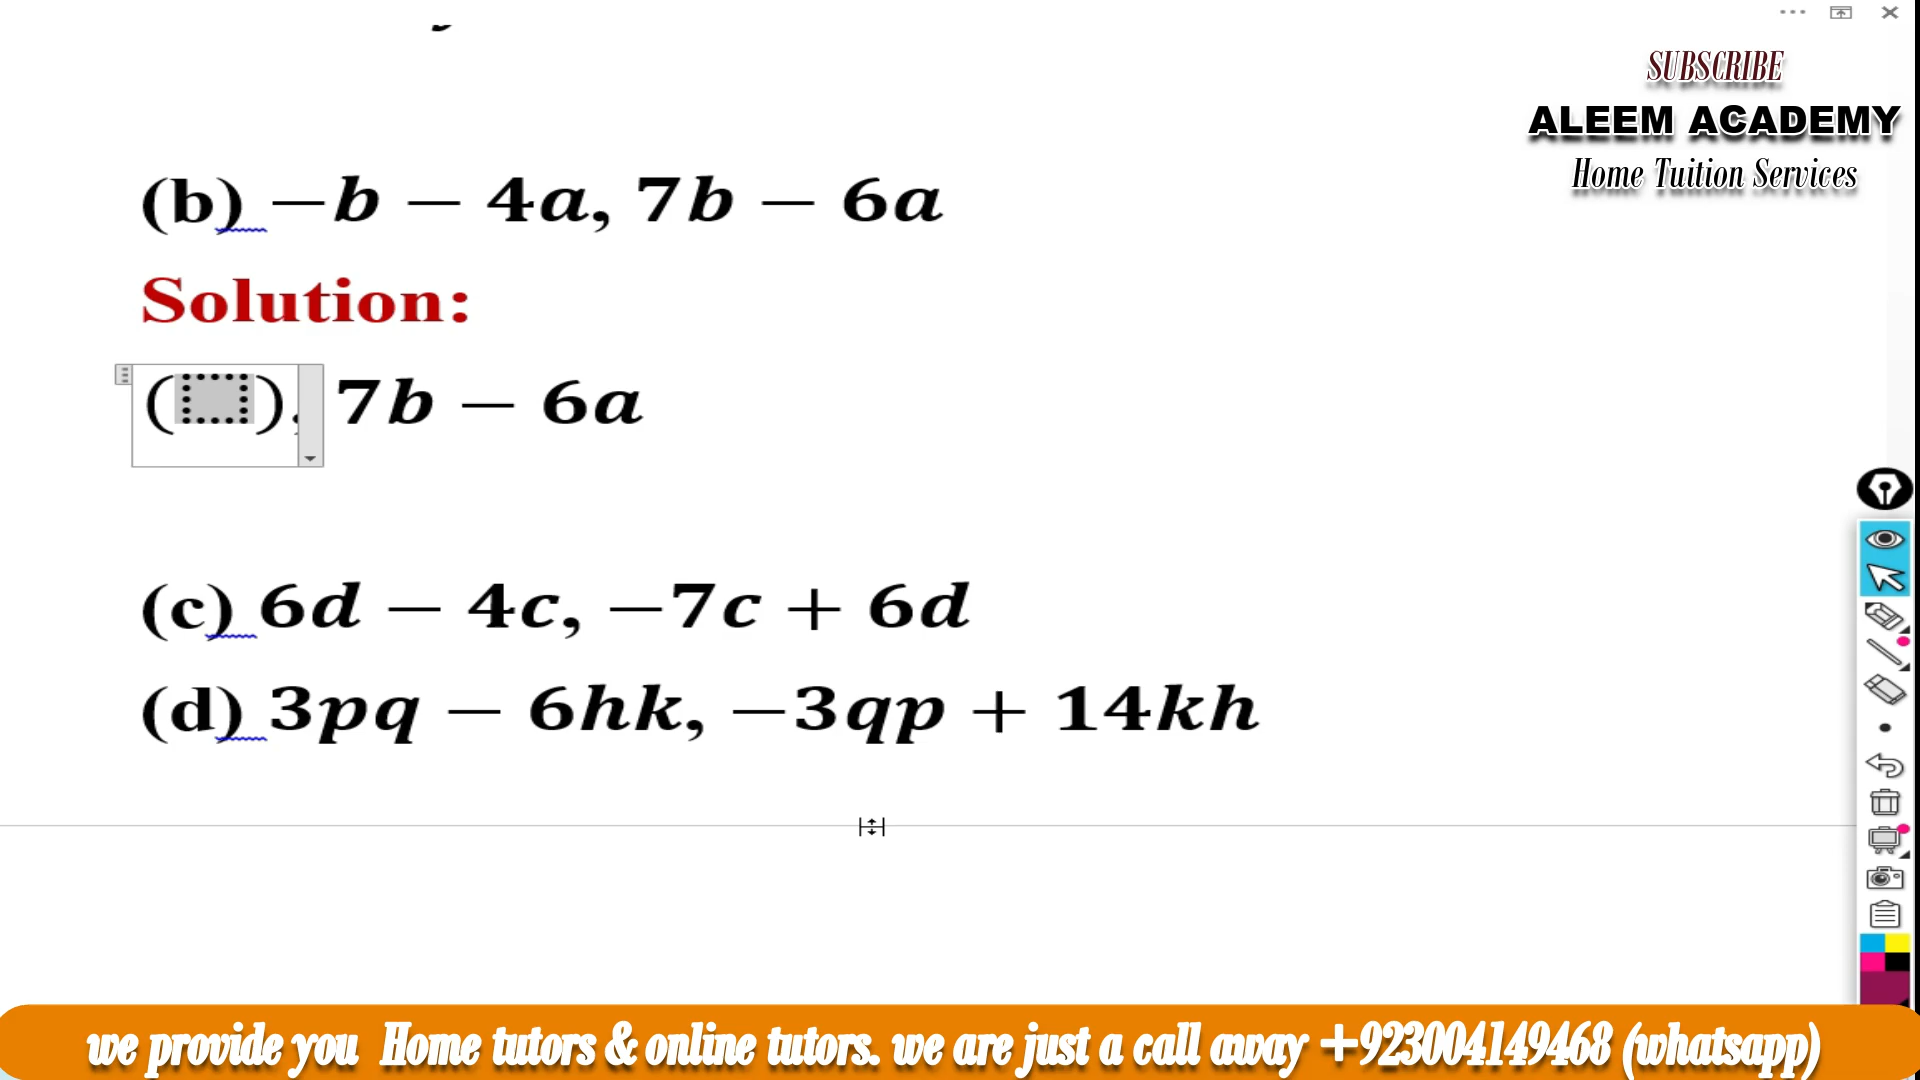 SUBSCRIBE
ALEEM ACADEMY
Home Tuition Services
(b) −b − 4a, 7b − 6a
Solution:
( ), 7b − 6a
(c) 6d − 4c, −7c + 6d
(d) 3pq − 6hk, −3qp + 14kh
we provide you Home tutors & online tutors. we are just a call away +923004149468 (whatsapp)